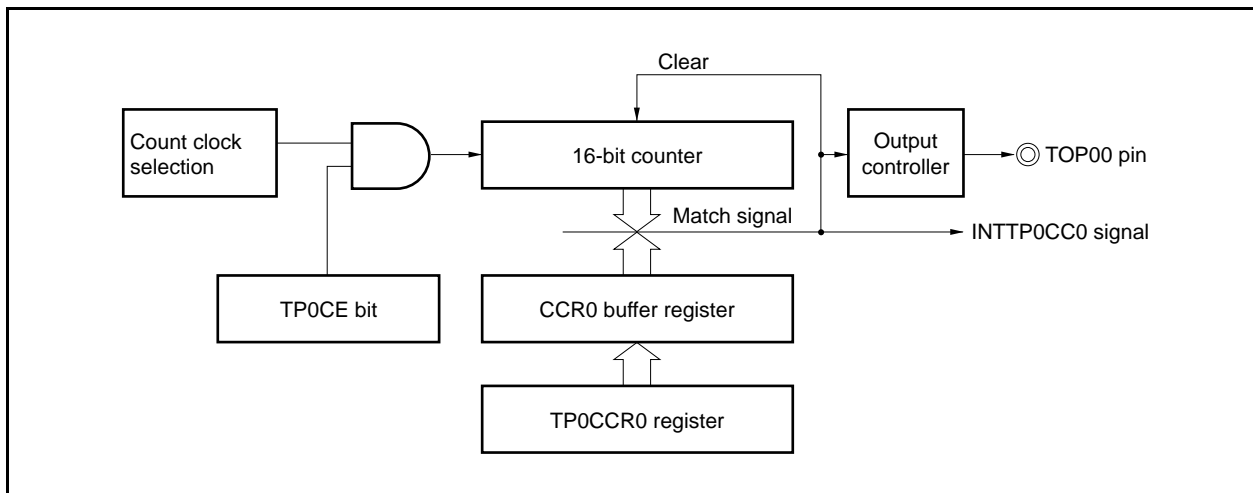 Clear
Count clock
selection
16-bit counter
Output
controller
TOP00 pin
Match signal
INTTP0CC0 signal
TP0CE bit
CCR0 buffer register
TP0CCR0 register